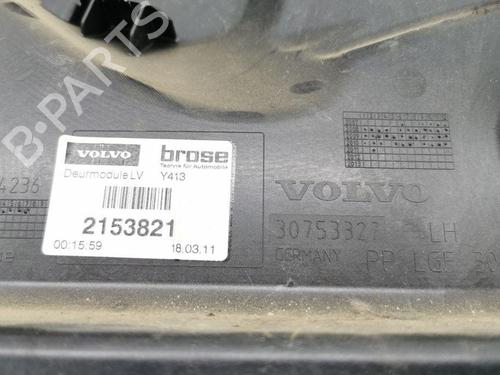 B-PARTS
VOLVO brose
Technik für Automobile
Deurmodule LV Y413
2153821
00:15:59 18.03.11
4236
VOLVO
30753327 LH
GERMANY PP LGF 30